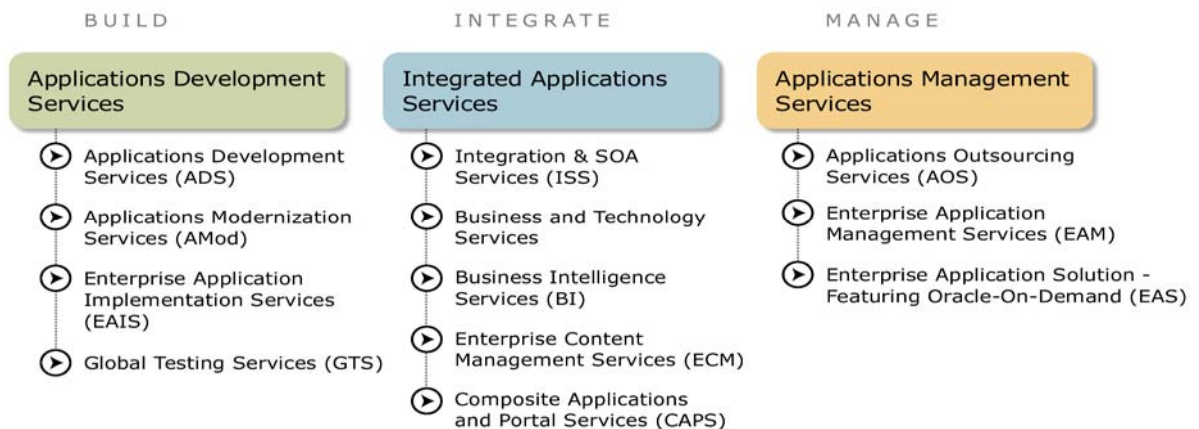 BUILD
Applications Development
Services
Applications Development
Services (ADS)
Applications Modernization
Services (AMod)
Enterprise Application
Implementation Services
(EAIS)
Global Testing Services (GTS)
INTEGRATE
Integrated Applications
Services
Integration & SOA
Services (ISS)
Business and Technology
Services
Business Intelligence
Services (BI)
Enterprise Content
Management Services (ECM)
Composite Applications
and Portal Services (CAPS)
MANAGE
Applications Management
Services
Applications Outsourcing
Services (AOS)
Enterprise Application
Management Services (EAM)
Enterprise Application Solution -
Featuring Oracle-On-Demand (EAS)